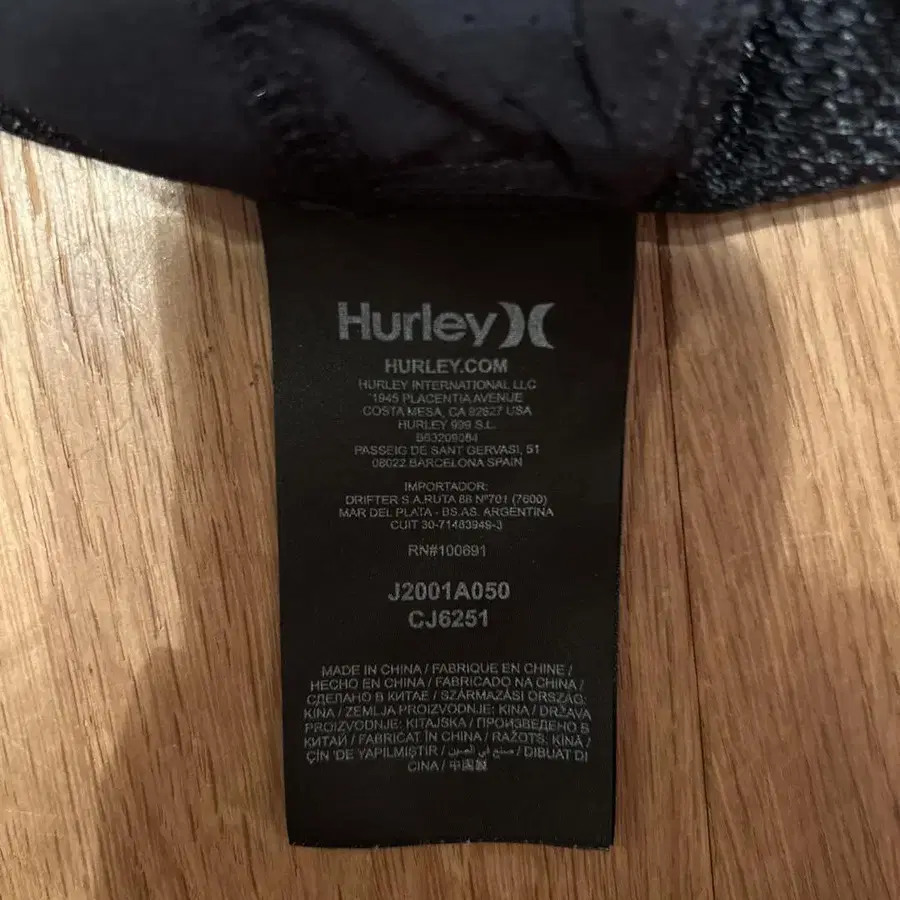 Hurley
HURLEY.COM
HURLEY INTERNATIONAL LLC
1945 PLACENTIA AVENUE
COSTA MESA, CA 92627 USA
HURLEY 999 S.L.
B63209084
PASSEIG DE SANT GERVASI, 51
08022 BARCELONA SPAIN
IMPORTADOR:
DRIFTER S.A.RUTA 88 Nº701 (7600)
MAR DEL PLATA - BS.AS. ARGENTINA
CUIT 30-71483949-3
RN#100691
J2001A050
CJ6251
MADE IN CHINA / FABRIQUE EN CHINE /
HECHO EN CHINA / FABRICADO NA CHINA /
СДЕЛАНО В КИТАЕ / SZÁRMAZÁSI ORSZÁG:
KÍNA / ZEMLJA PROIZVODNJE: KINA / DRŽAVA
PROIZVODNJE: KITAJSKA / ПРОИЗВЕДЕНО В
КИТАЙ / FABRICAT ÎN CHINA / RAŽOTS: ĶĪNĀ /
ÇİN 'DE YAPILMIŞTIR / صنع في الصين / DIBUAT DI
CINA / 中国製